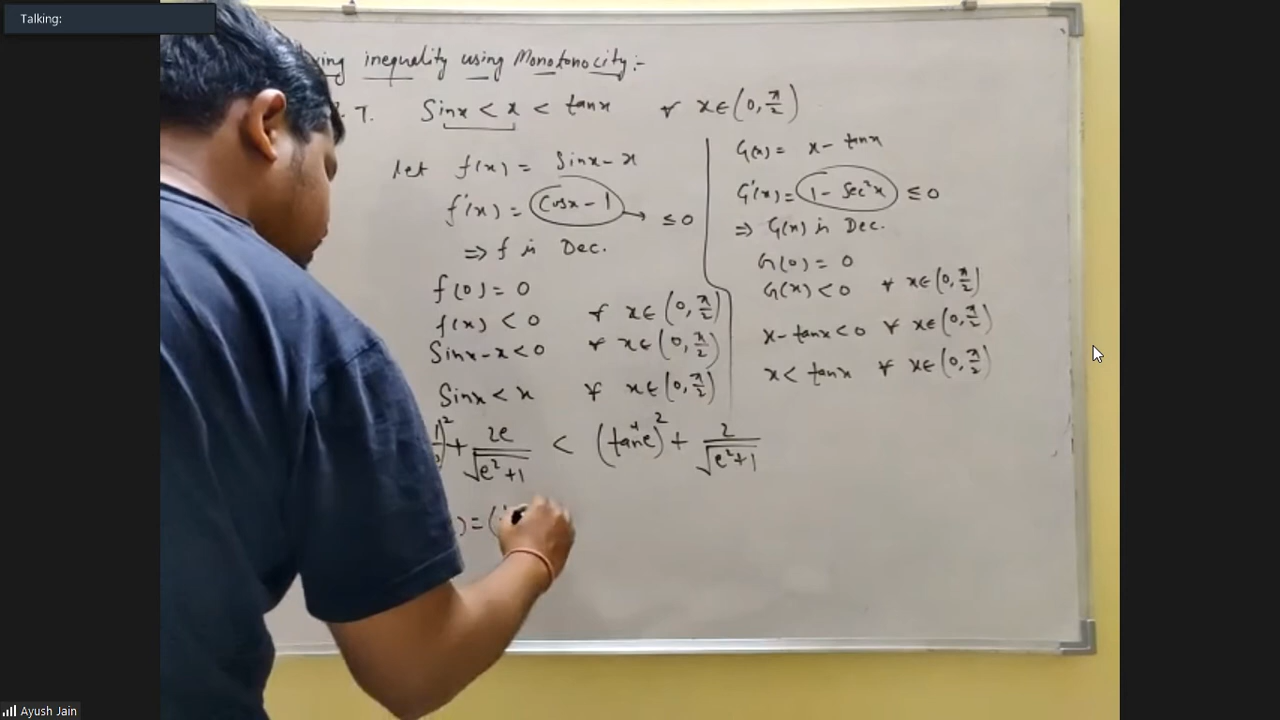 Talking:
inequality using Monotonocity:-
T. Sinx < x < tanx ∀ x∈(0, π/2)
let f(x) = Sinx - x
f'(x) = Cosx - 1 → ≤ 0
⇒ f is Dec.
f(0) = 0
f(x) < 0 ∀ x∈(0, π/2)
Sinx - x < 0 ∀ x∈(0, π/2)
Sinx < x ∀ x∈(0, π/2)
G(x) = x - tanx
G'(x) = 1 - Sec²x ≤ 0
⇒ G(x) is Dec.
G(0) = 0
G(x) < 0 ∀ x∈(0, π/2)
x - tanx < 0 ∀ x∈(0, π/2)
x < tanx ∀ x∈(0, π/2)
)² + 2e/√(e²+1) < (tan⁻¹e)² + 2/√(e²+1)
) = (
Ayush Jain